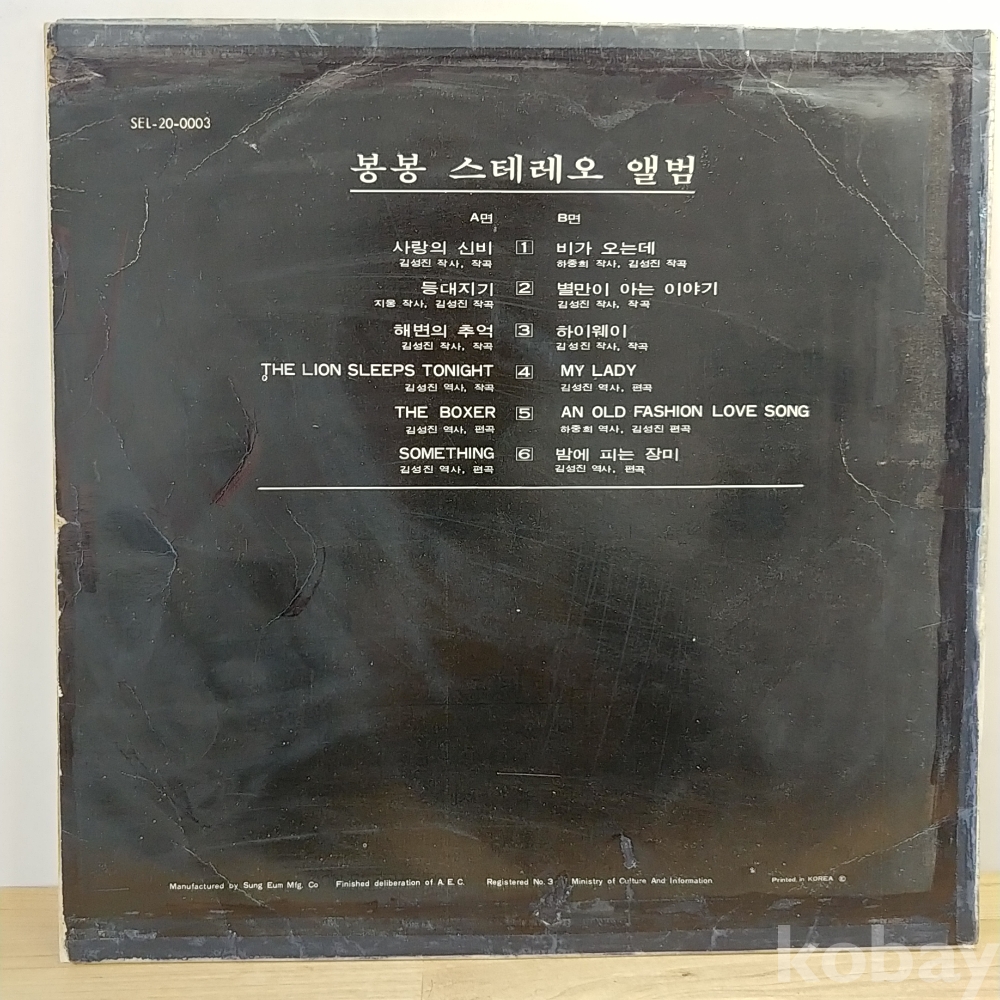 SEL-20-0003
봉봉 스테레오 앨범
A면 B면
사랑의 신비 1 비가 오는데
김성진 작사, 작곡 하중희 작사, 김성진 작곡
등대지기 2 별만이 아는 이야기
지웅 작사, 김성진 작곡 김성진 작사, 작곡
해변의 추억 3 하이웨이
김성진 작사, 작곡 김성진 작사, 작곡
THE LION SLEEPS TONIGHT 4 MY LADY
김성진 역사, 작곡 김성진 역사, 편곡
THE BOXER 5 AN OLD FASHION LOVE SONG
김성진 역사, 편곡 하중희 역사, 김성진 편곡
SOMETHING 6 밤에 피는 장미
김성진 역사, 편곡 김성진 역사, 편곡
Manufactured by Sung Eum Mfg. Co Finished deliberation of A.E.C. Registered No. 3 Ministry of Culture And Information Printed in KOREA ©
kobay